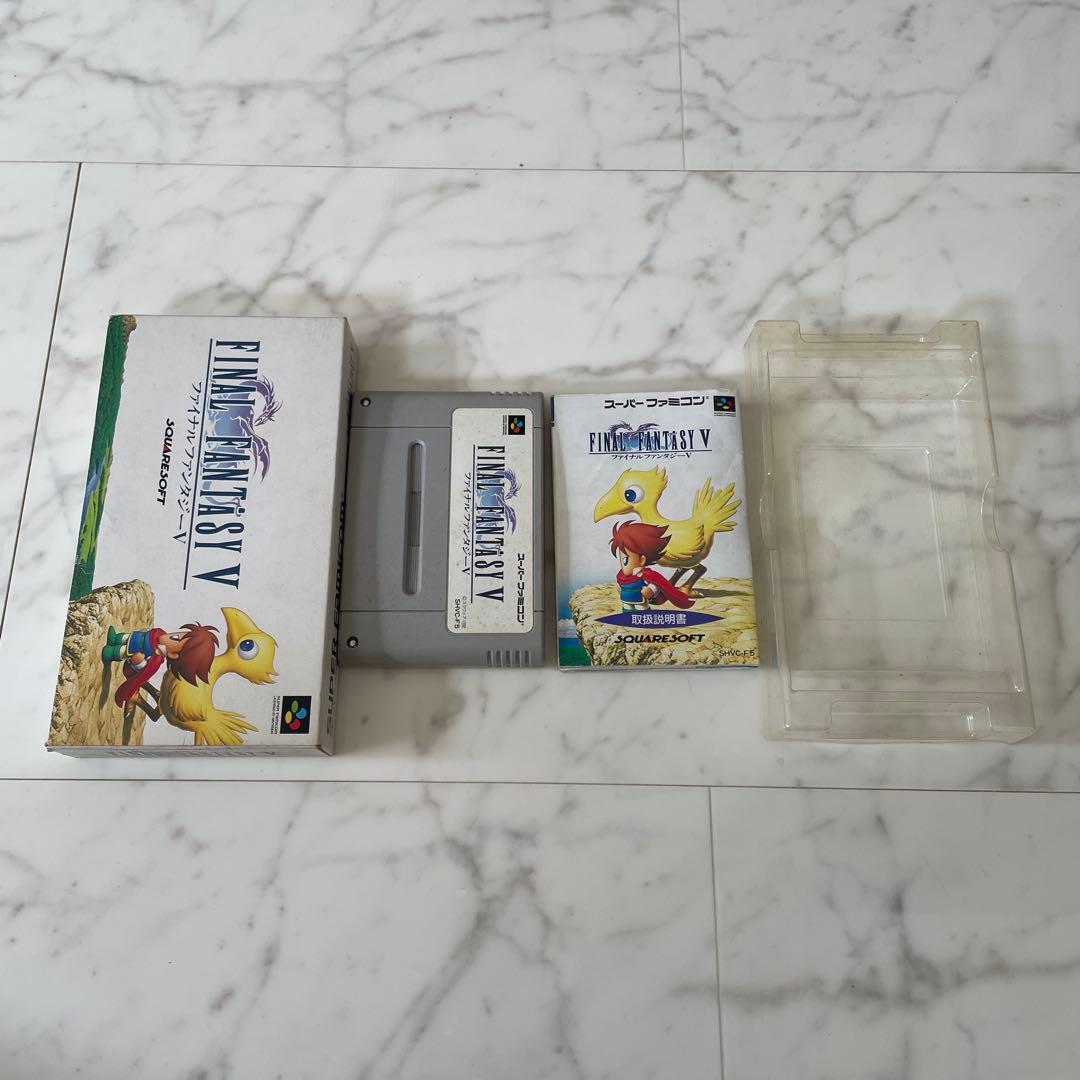 FINAL FANTASY V
ファイナルファンタジーV
SQUARESOFT
SUPER FAMICOM
FINAL FANTASY V
ファイナルファンタジーV
スーパーファミコン
SHVC-F5
スーパーファミコン
FINAL FANTASY V
ファイナルファンタジーV
取扱説明書
SQUARESOFT
SHVC-F5